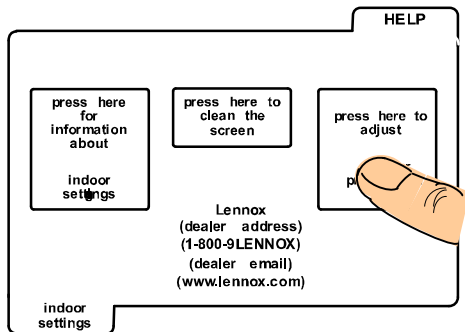 HELP
press here
for
information
about
indoor
settings
press here to
clean the
screen
press here to
adjust
Lennox
(dealer address)
(1-800-9LENNOX)
(dealer email)
(www.lennox.com)
indoor
settings